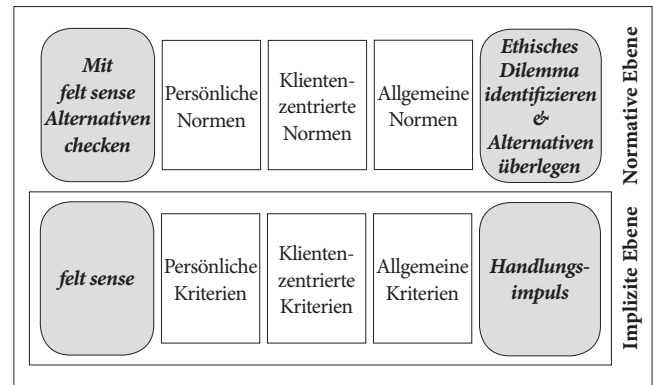 Mit
felt sense
Alternativen
checken
Persönliche
Normen
Klienten-
zentrierte
Normen
Allgemeine
Normen
Ethisches
Dilemma
identifizieren
&
Alternativen
überlegen
Normative Ebene
felt sense
Persönliche
Kriterien
Klienten-
zentrierte
Kriterien
Allgemeine
Kriterien
Handlungs-
impuls
Implizite Ebene